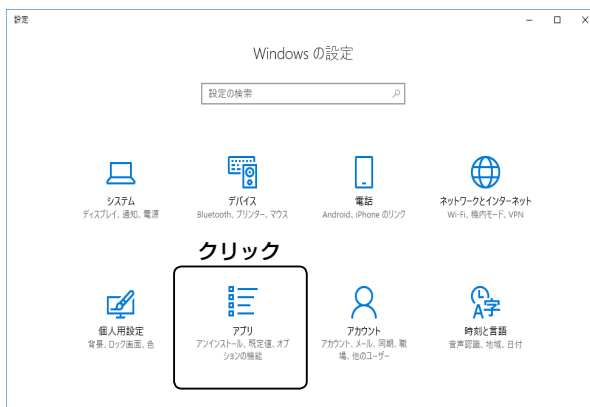 設定
Windows の設定
設定の検索
システム
ディスプレイ、通知、電源
デバイス
Bluetooth、プリンター、マウス
電話
Android、iPhone のリンク
ネットワークとインターネット
Wi-Fi、機内モード、VPN
クリック
個人用設定
背景、ロック画面、色
アプリ
アンインストール、既定値、オプ
ションの機能
アカウント
アカウント、メール、同期、職
場、他のユーザー
時刻と言語
音声認識、地域、日付